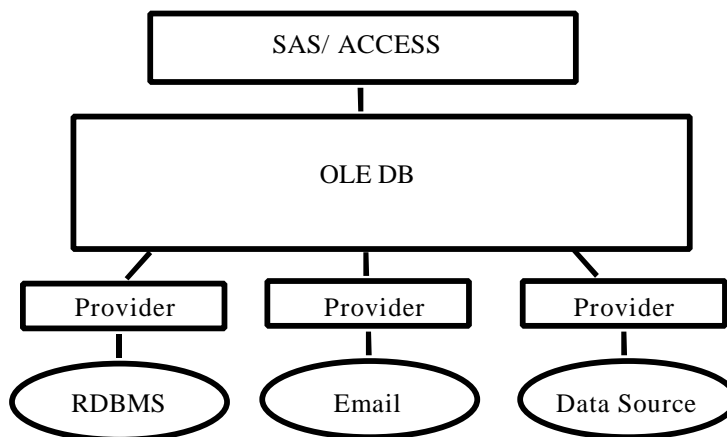 SAS/ ACCESS
OLE DB
Provider Provider Provider
RDBMS Email Data Source